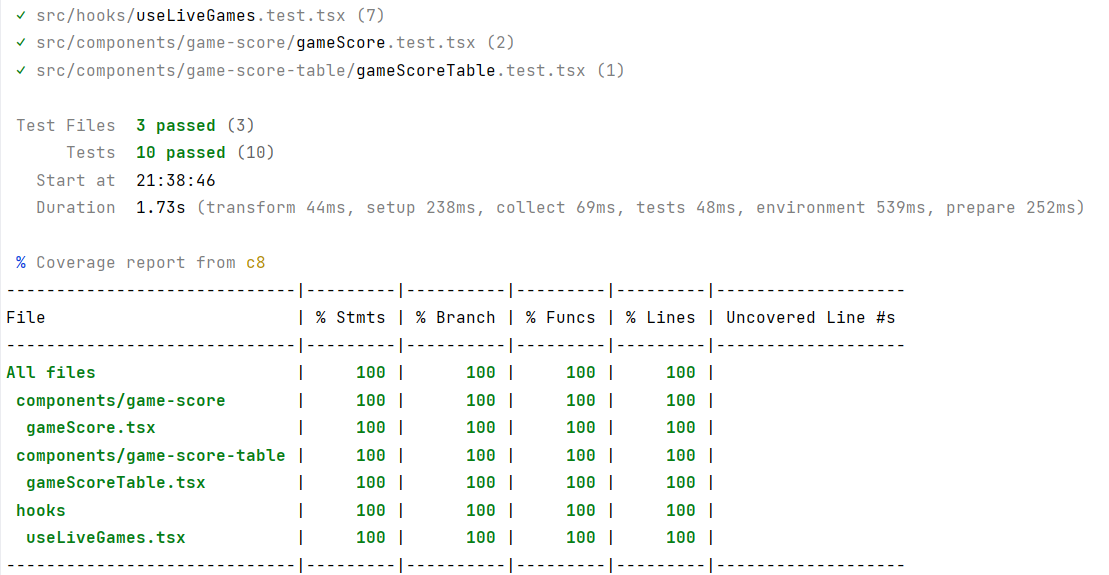 ✓ src/hooks/useLiveGames.test.tsx (7)
✓ src/components/game-score/gameScore.test.tsx (2)
✓ src/components/game-score-table/gameScoreTable.test.tsx (1)
Test Files  3 passed (3)
Tests  10 passed (10)
Start at  21:38:46
Duration  1.73s (transform 44ms, setup 238ms, collect 69ms, tests 48ms, environment 539ms, prepare 252ms)
% Coverage report from c8
-----------------------------|---------|----------|---------|---------|-------------------
File                         | % Stmts | % Branch | % Funcs | % Lines | Uncovered Line #s
-----------------------------|---------|----------|---------|---------|-------------------
All files                    |     100 |      100 |     100 |     100 |
 components/game-score       |     100 |      100 |     100 |     100 |
  gameScore.tsx              |     100 |      100 |     100 |     100 |
 components/game-score-table |     100 |      100 |     100 |     100 |
  gameScoreTable.tsx         |     100 |      100 |     100 |     100 |
 hooks                       |     100 |      100 |     100 |     100 |
  useLiveGames.tsx           |     100 |      100 |     100 |     100 |
-----------------------------|---------|----------|---------|---------|-------------------